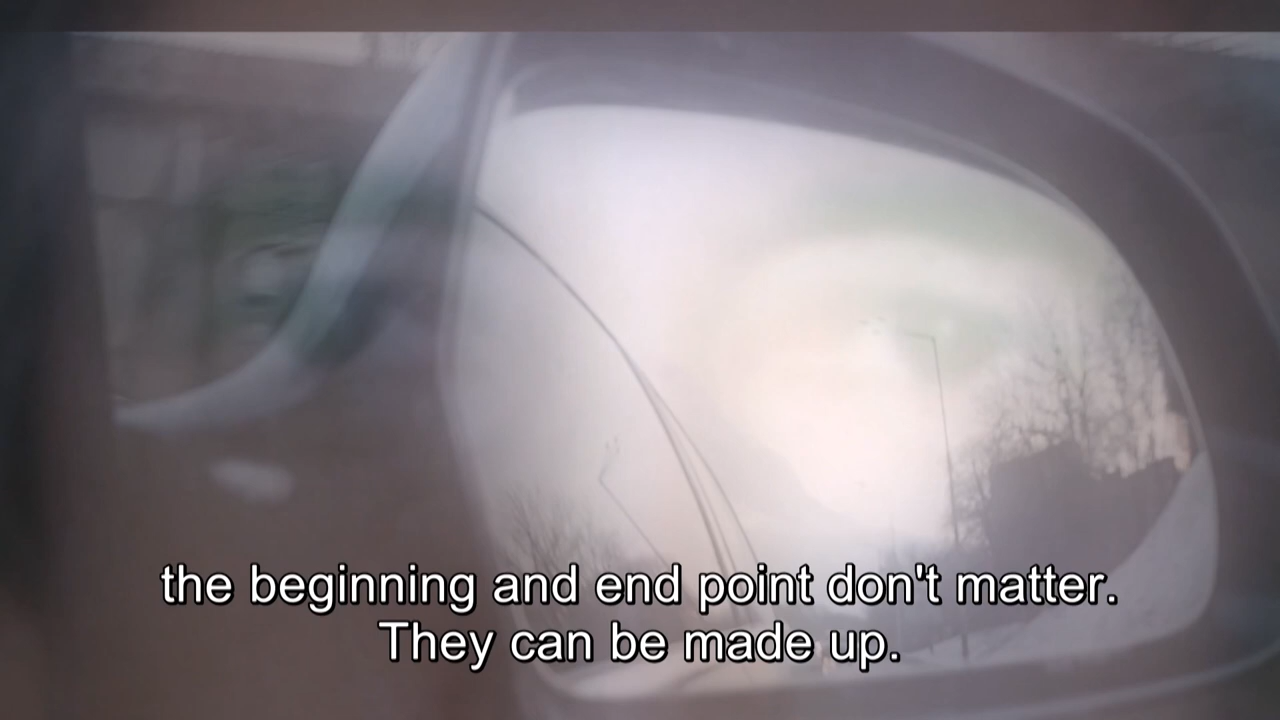 the beginning and end point don't matter.
They can be made up.